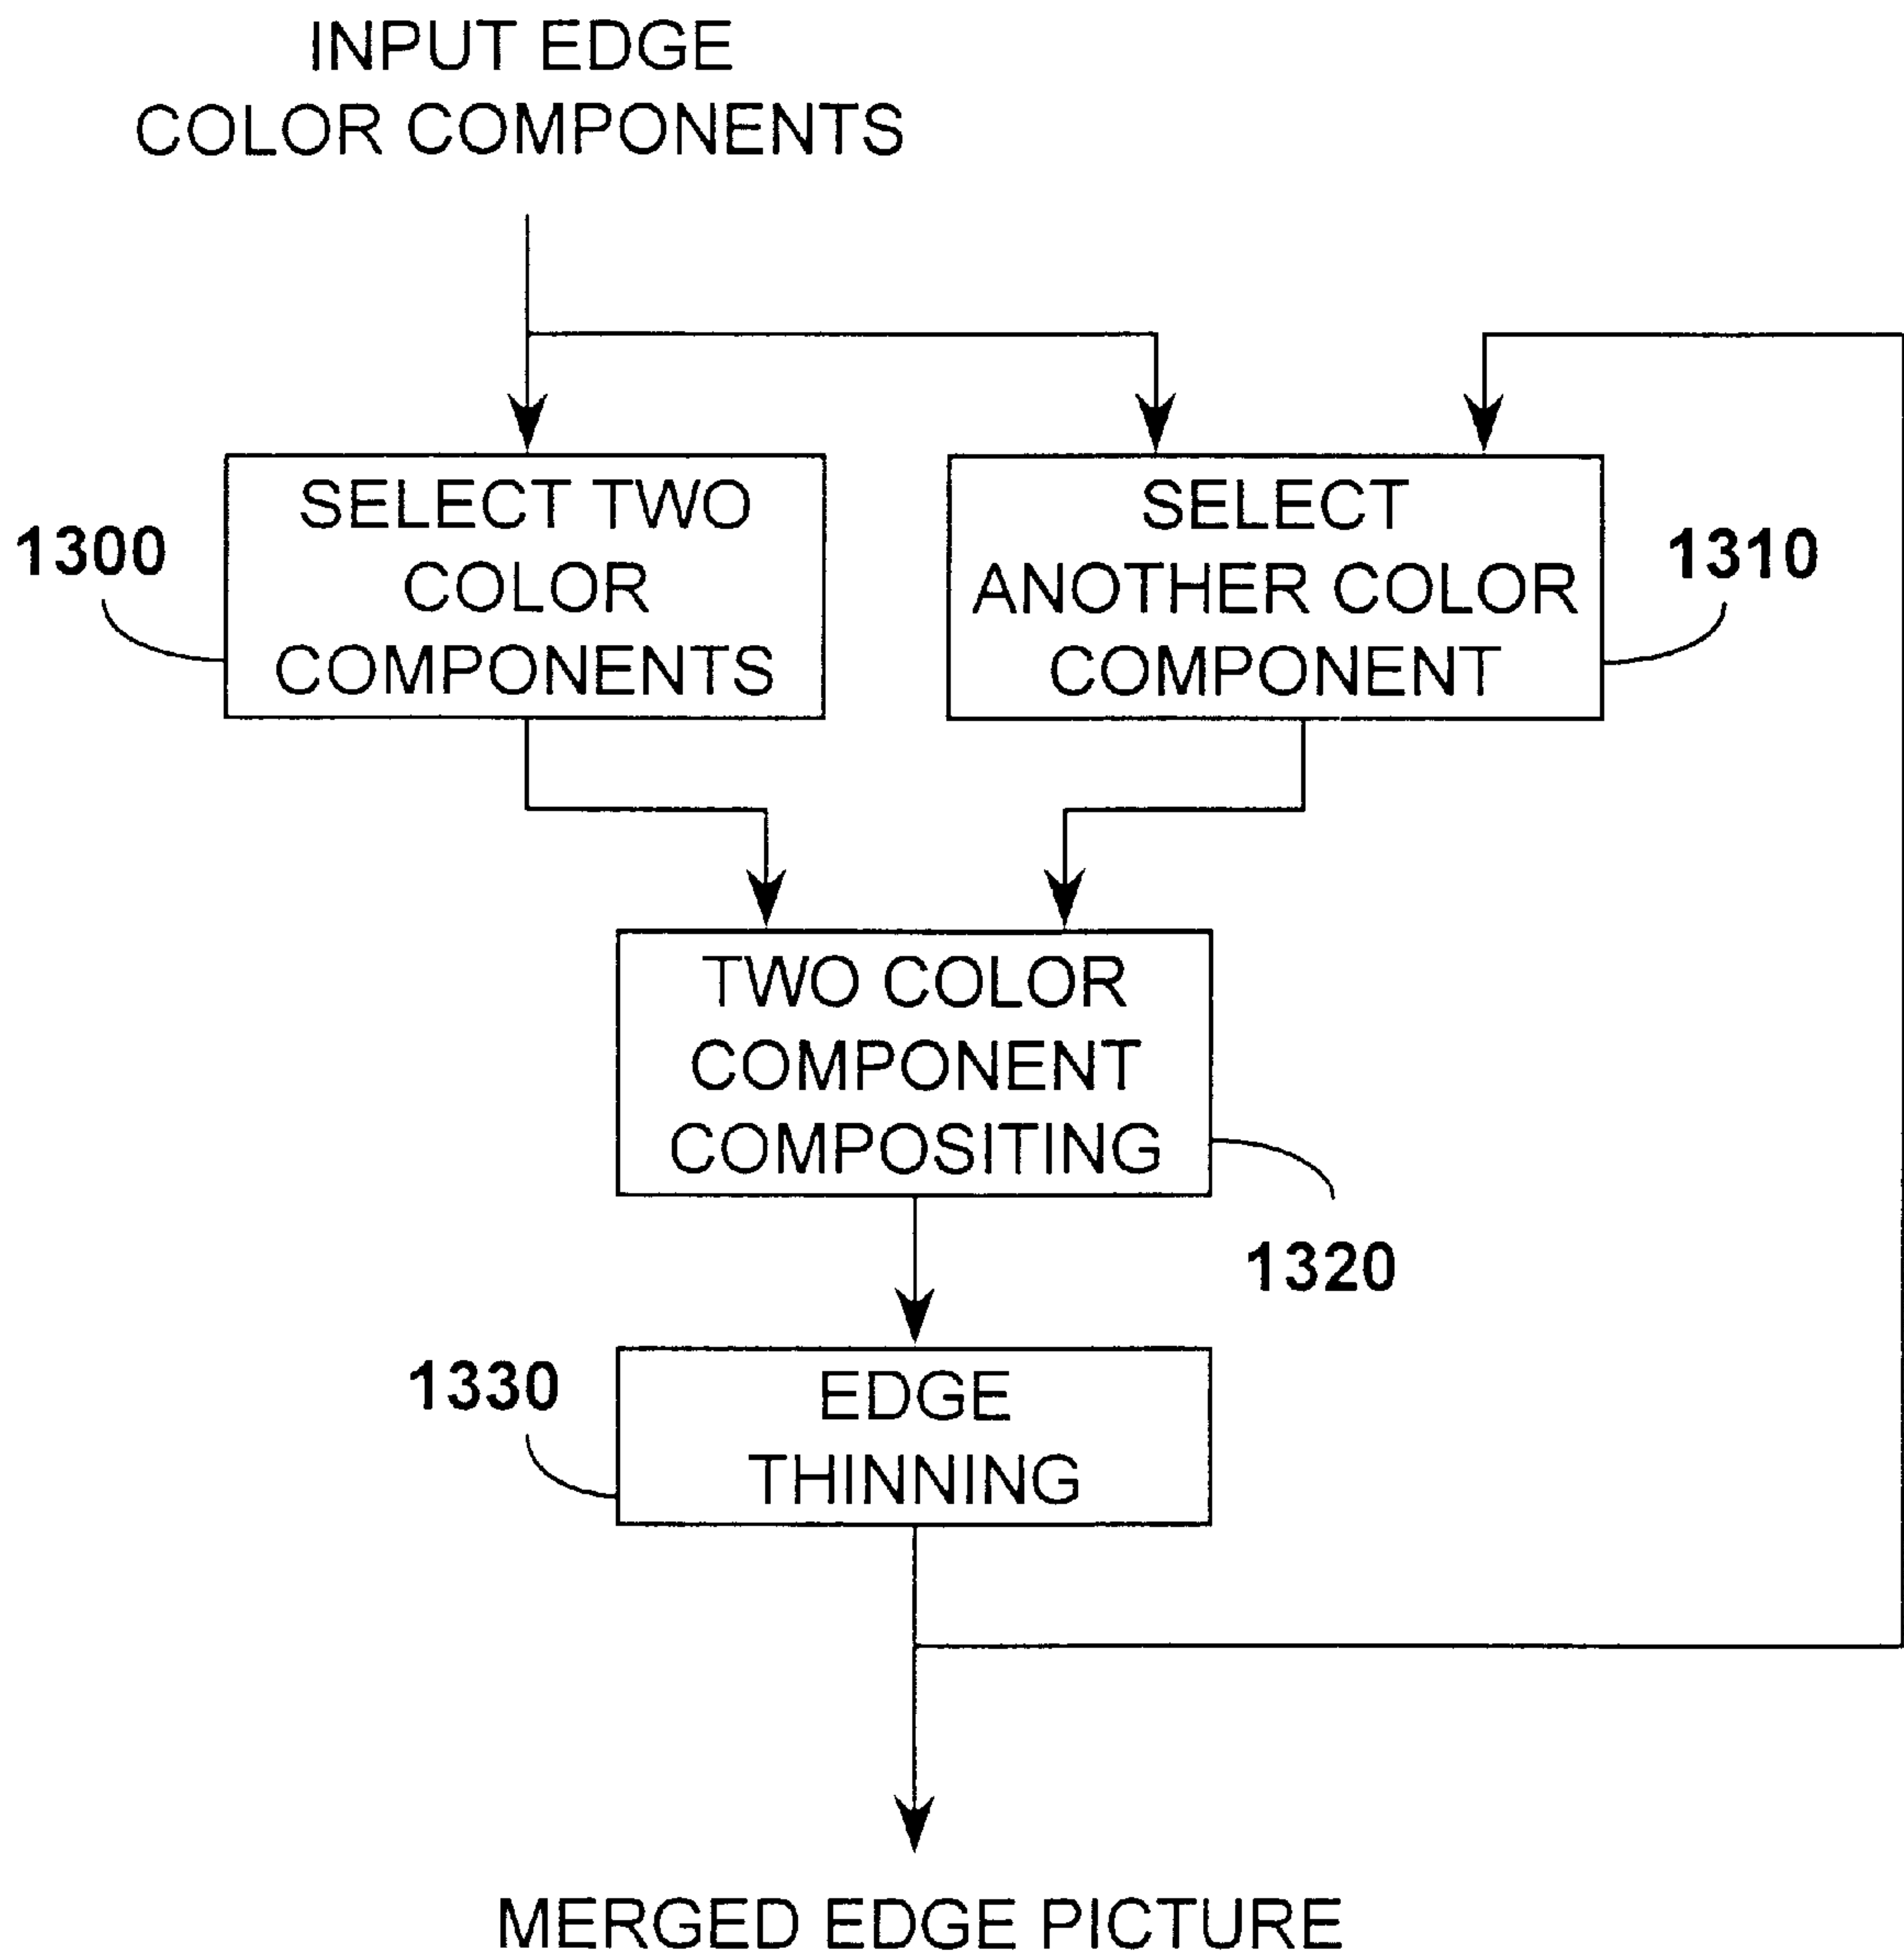 INPUT EDGE
COLOR COMPONENTS
1300
SELECT TWO
COLOR
COMPONENTS
SELECT
ANOTHER COLOR
COMPONENT
1310
TWO COLOR
COMPONENT
COMPOSITING
1320
1330
EDGE
THINNING
MERGED EDGE PICTURE